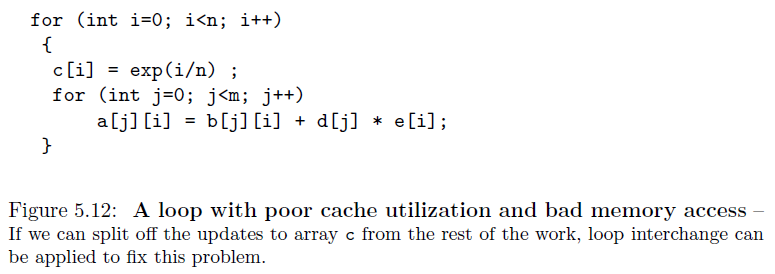 for (int i=0; i<n; i++)
{
c[i] = exp(i/n) ;
for (int j=0; j<m; j++)
a[j][i] = b[j][i] + d[j] * e[i];
}
Figure 5.12: A loop with poor cache utilization and bad memory access –
If we can split off the updates to array c from the rest of the work, loop interchange can
be applied to fix this problem.